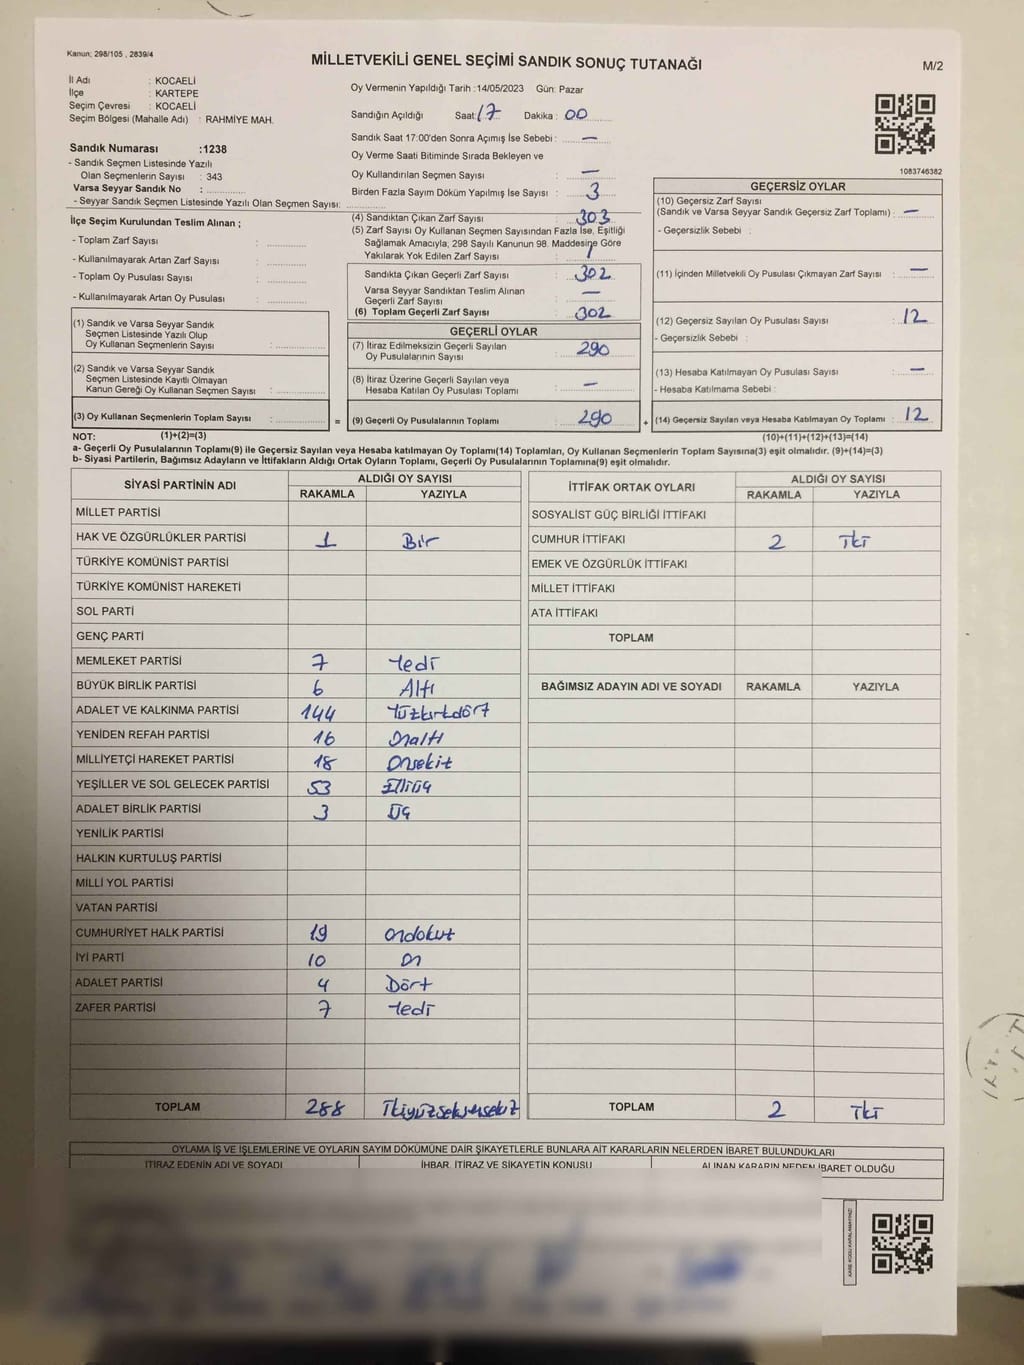 Kanun: 298/105 , 2839/4
MİLLETVEKİLİ GENEL SEÇİMİ SANDIK SONUÇ TUTANAĞI
M/2
İl Adı : KOCAELİ
İlçe : KARTEPE
Seçim Çevresi : KOCAELİ
Seçim Bölgesi (Mahalle Adı) : RAHMİYE MAH.
Sandık Numarası :1238
- Sandık Seçmen Listesinde Yazılı
Olan Seçmenlerin Sayısı : 343
Varsa Seyyar Sandık No :
- Seyyar Sandık Seçmen Listesinde Yazılı Olan Seçmen Sayısı:
Oy Vermenin Yapıldığı Tarih :14/05/2023 Gün: Pazar
Sandığın Açıldığı Saat: 17 Dakika : 00
Sandık Saat 17:00'den Sonra Açımış İse Sebebi : —
Oy Verme Saati Bitiminde Sırada Bekleyen ve
Oy Kullandırılan Seçmen Sayısı : —
Birden Fazla Sayım Döküm Yapılmış İse Sayısı : 3
1083746382
İlçe Seçim Kurulundan Teslim Alınan ;
- Toplam Zarf Sayısı :
- Kullanılmayarak Artan Zarf Sayısı :
- Toplam Oy Pusulası Sayısı :
- Kullanılmayarak Artan Oy Pusulası :
(1) Sandık ve Varsa Seyyar Sandık
Seçmen Listesinde Yazılı Olup
Oy Kullanan Seçmenlerin Sayısı :
(2) Sandık ve Varsa Seyyar Sandık
Seçmen Listesinde Kayıtlı Olmayan
Kanun Gereği Oy Kullanan Seçmen Sayısı :
(3) Oy Kullanan Seçmenlerin Toplam Sayısı :
(4) Sandıktan Çıkan Zarf Sayısı : 303
(5) Zarf Sayısı Oy Kullanan Seçmen Sayısından Fazla İse, Eşitliği
Sağlamak Amacıyla, 298 Sayılı Kanunun 98. Maddesine Göre
Yakılarak Yok Edilen Zarf Sayısı : 1
Sandıkta Çıkan Geçerli Zarf Sayısı : 302
Varsa Seyyar Sandıktan Teslim Alınan
Geçerli Zarf Sayısı : —
(6) Toplam Geçerli Zarf Sayısı : 302
GEÇERLİ OYLAR
(7) İtiraz Edilmeksizin Geçerli Sayılan
Oy Pusulalarının Sayısı : 290
(8) İtiraz Üzerine Geçerli Sayılan veya
Hesaba Katılan Oy Pusulası Toplamı : —
= (9) Geçerli Oy Pusulalarının Toplamı : 290
GEÇERSİZ OYLAR
(10) Geçersiz Zarf Sayısı
(Sandık ve Varsa Seyyar Sandık Geçersiz Zarf Toplamı) : —
- Geçersizlik Sebebi :
(11) İçinden Milletvekili Oy Pusulası Çıkmayan Zarf Sayısı : —
(12) Geçersiz Sayılan Oy Pusulası Sayısı : 12
- Geçersizlik Sebebi :
(13) Hesaba Katılmayan Oy Pusulası Sayısı : —
- Hesaba Katılmama Sebebi :
+ (14) Geçersiz Sayılan veya Hesaba Katılmayan Oy Toplamı : 12
NOT: (1)+(2)=(3) (10)+(11)+(12)+(13)=(14)
a- Geçerli Oy Pusulalarının Toplamı(9) ile Geçersiz Sayılan veya Hesaba katılmayan Oy Toplamı(14) Toplamları, Oy Kullanan Seçmenlerin Toplam Sayısına(3) eşit olmalıdır. (9)+(14)=(3)
b- Siyasi Partilerin, Bağımsız Adayların ve İttifakların Aldığı Ortak Oyların Toplamı, Geçerli Oy Pusulalarının Toplamına(9) eşit olmalıdır.
SİYASİ PARTİNİN ADI ALDIĞI OY SAYISI
RAKAMLA YAZIYLA
MİLLET PARTİSİ
HAK VE ÖZGÜRLÜKLER PARTİSİ 1 Bir
TÜRKİYE KOMÜNİST PARTİSİ
TÜRKİYE KOMÜNİST HAREKETİ
SOL PARTİ
GENÇ PARTİ
MEMLEKET PARTİSİ 7 Yedi
BÜYÜK BİRLİK PARTİSİ 6 Altı
ADALET VE KALKINMA PARTİSİ 144 Yüzkırkdört
YENİDEN REFAH PARTİSİ 16 Onaltı
MİLLİYETÇİ HAREKET PARTİSİ 18 Onsekiz
YEŞİLLER VE SOL GELECEK PARTİSİ 53 Elliüç
ADALET BİRLİK PARTİSİ 3 Üç
YENİLİK PARTİSİ
HALKIN KURTULUŞ PARTİSİ
MİLLİ YOL PARTİSİ
VATAN PARTİSİ
CUMHURİYET HALK PARTİSİ 19 Ondokuz
İYİ PARTİ 10 On
ADALET PARTİSİ 4 Dört
ZAFER PARTİSİ 7 Yedi
TOPLAM 288 İkiyüzseksensekiz
İTTİFAK ORTAK OYLARI ALDIĞI OY SAYISI
RAKAMLA YAZIYLA
SOSYALİST GÜÇ BİRLİĞİ İTTİFAKI
CUMHUR İTTİFAKI 2 İki
EMEK VE ÖZGÜRLÜK İTTİFAKI
MİLLET İTTİFAKI
ATA İTTİFAKI
TOPLAM
BAĞIMSIZ ADAYIN ADI VE SOYADI RAKAMLA YAZIYLA
TOPLAM 2 İki
OYLAMA İŞ VE İŞLEMLERİNE VE OYLARIN SAYIM DÖKÜMÜNE DAİR ŞİKAYETLERLE BUNLARA AİT KARARLARIN NELERDEN İBARET BULUNDUKLARI
İTİRAZ EDENİN ADI VE SOYADI İHBAR, İTİRAZ VE ŞİKAYETİN KONUSU ALINAN KARARIN NEDEN İBARET OLDUĞU
KARE KODU KARALAMAYINIZ!